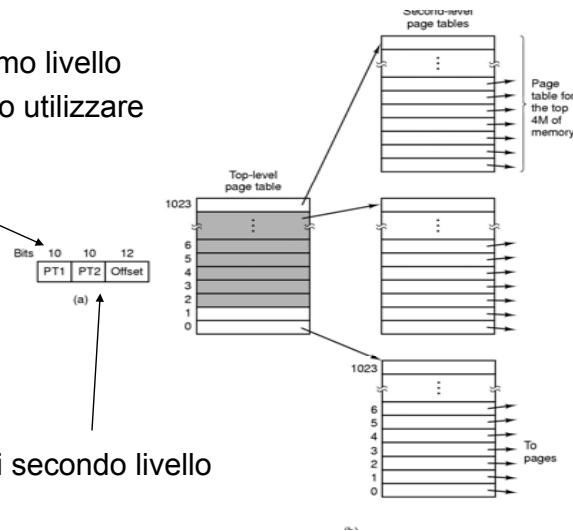 Second-level
page tables
mo livello
o utilizzare
Page
table for
the top
4M of
memory
Top-level
page table
1023
6
5
4
3
2
1
0
Bits 10 10 12
PT1 PT2 Offset
(a)
1023
6
5
4
3
2
1
0
To
pages
i secondo livello
(b)